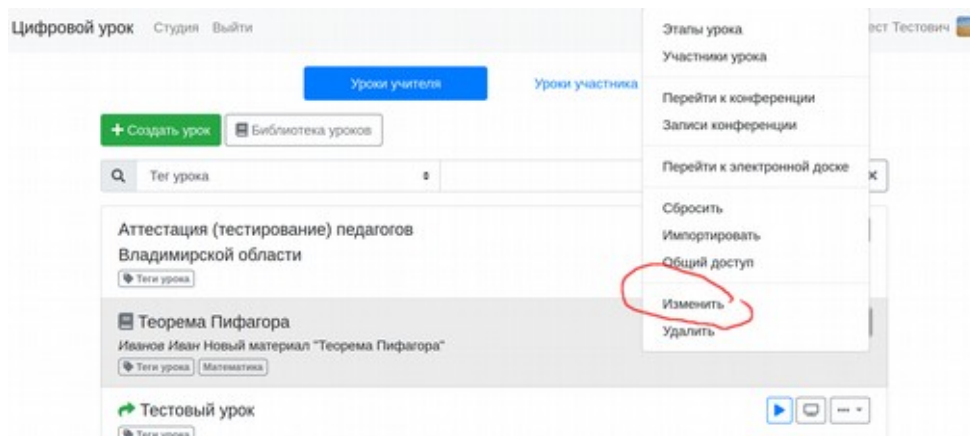 Цифровой урок Студия Выйти
ест Тестович
Уроки учителя Уроки участника
Создать урок Библиотека уроков
Тег урока
Аттестация (тестирование) педагогов
Владимирской области
Теги урока
Теорема Пифагора
Иванов Иван Новый материал "Теорема Пифагора"
Теги урока Математика
Тестовый урок
Теги урока
Этапы урока
Участники урока
Перейти к конференции
Записи конференции
Перейти к электронной доске
Сбросить
Импортировать
Общий доступ
Изменить
Удалить